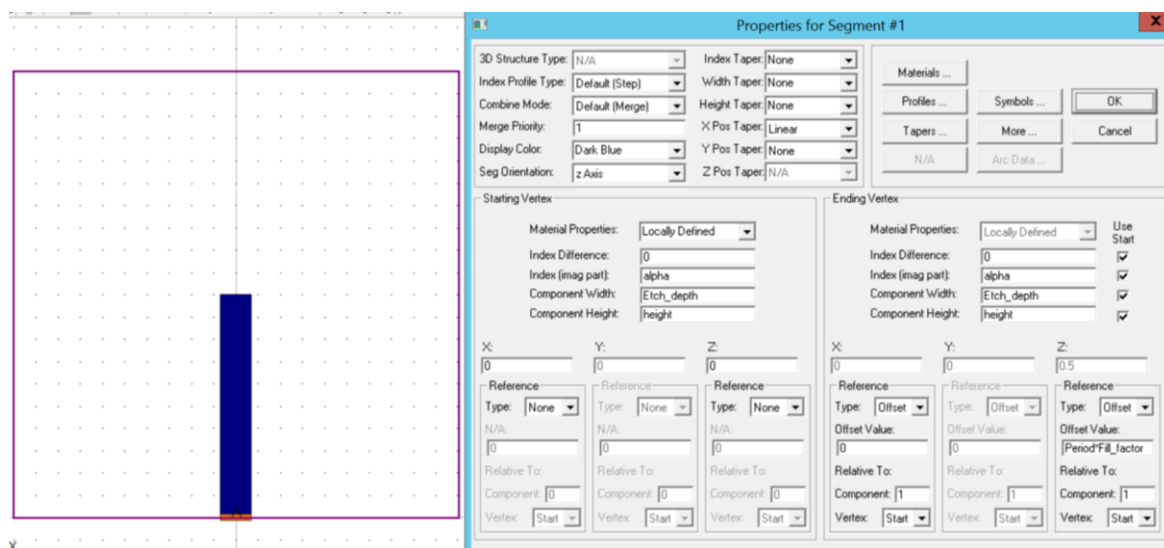 Properties for Segment #1
X
3D Structure Type: N/A
Index Taper: None
Index Profile Type: Default (Step)
Width Taper: None
Combine Mode: Default (Merge)
Height Taper: None
Merge Priority: 1
X Pos Taper: Linear
Display Color: Dark Blue
Y Pos Taper: None
Seg Orientation: z Axis
Z Pos Taper: N/A
Materials ...
Profiles ... Symbols ... OK
Tapers ... More ... Cancel
N/A Arc Data ...
Starting Vertex
Material Properties: Locally Defined
Index Difference: 0
Index (imag part): alpha
Component Width: Etch_depth
Component Height: height
X: Y: Z:
0 0 0
Reference Reference Reference
Type: None Type: None Type: None
N/A: N/A: N/A:
0 0 0
Relative To: Relative To: Relative To:
Component: 0 Component: 0 Component: 0
Vertex: Start Vertex: Start Vertex: Start
Ending Vertex
Material Properties: Locally Defined
Use
Start
Index Difference: 0
Index (imag part): alpha
Component Width: Etch_depth
Component Height: height
X: Y: Z:
0 0 0.5
Reference Reference Reference
Type: Offset Type: Offset Type: Offset
Offset Value: Offset Value: Offset Value:
0 0 Period*Fill_factor
Relative To: Relative To: Relative To:
Component: 1 Component: 1 Component: 1
Vertex: Start Vertex: Start Vertex: Start